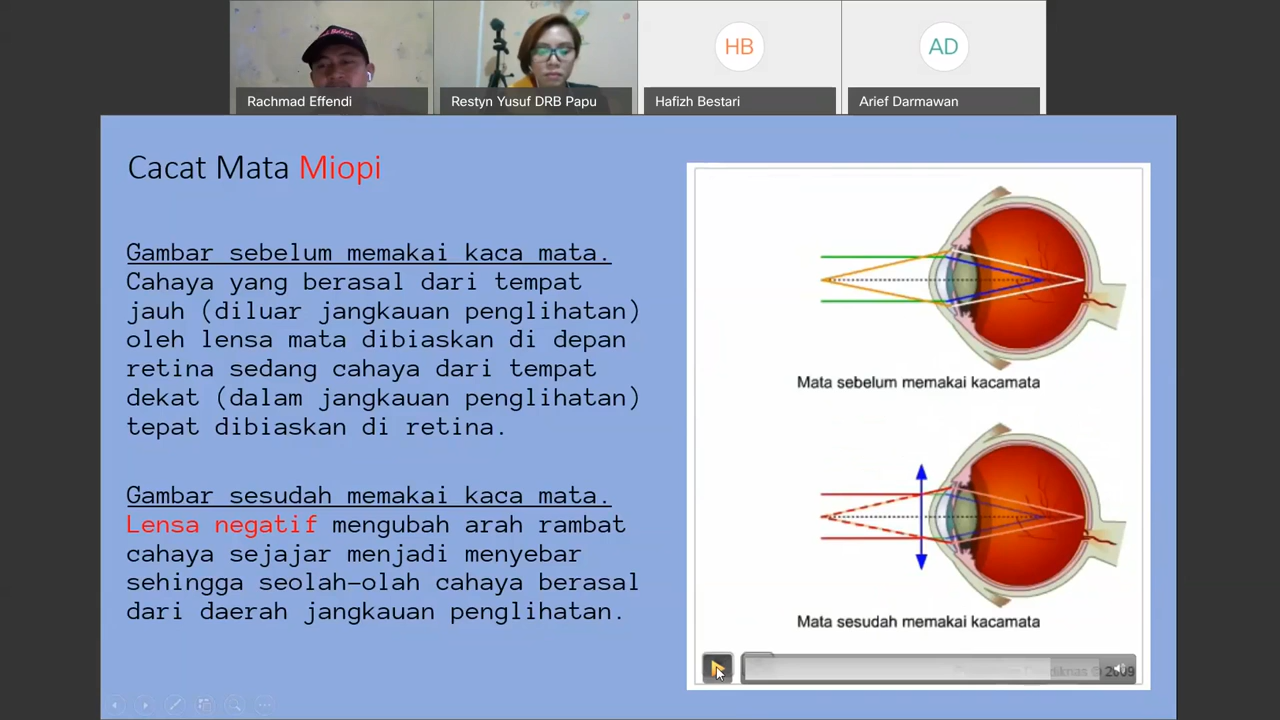 Rachmad Effendi
Restyn Yusuf DRB Papu
HB
Hafizh Bestari
AD
Arief Darmawan
Cacat Mata Miopi
Gambar sebelum memakai kaca mata.
Cahaya yang berasal dari tempat
jauh (diluar jangkauan penglihatan)
oleh lensa mata dibiaskan di depan
retina sedang cahaya dari tempat
dekat (dalam jangkauan penglihatan)
tepat dibiaskan di retina.
Gambar sesudah memakai kaca mata.
Lensa negatif mengubah arah rambat
cahaya sejajar menjadi menyebar
sehingga seolah-olah cahaya berasal
dari daerah jangkauan penglihatan.
Mata sebelum memakai kacamata
Mata sesudah memakai kacamata
2009